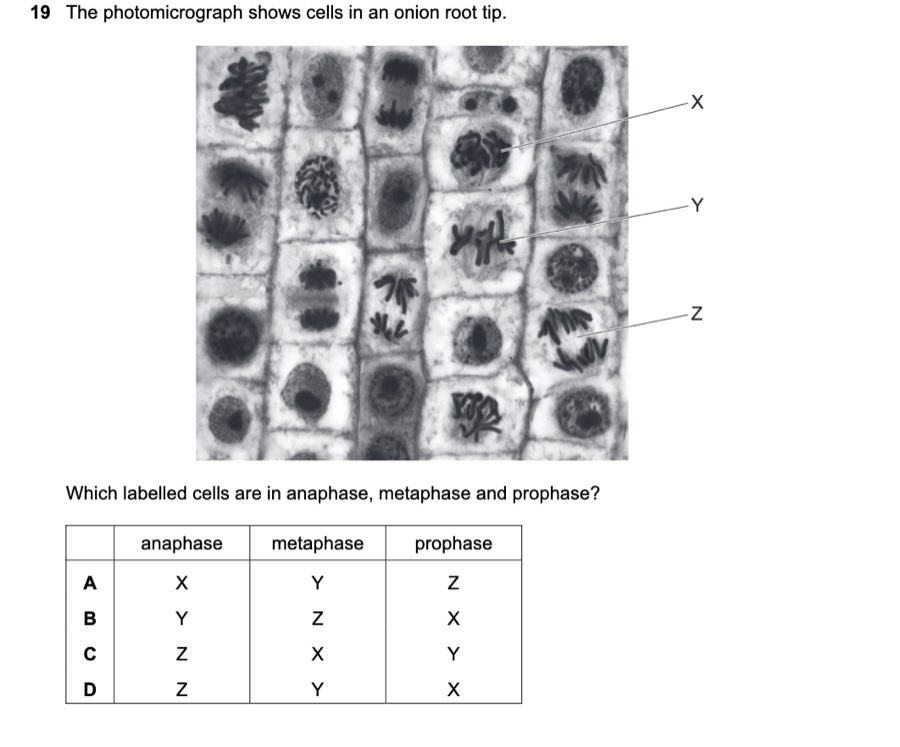 19 The photomicrograph shows cells in an onion root tip.
X
Y
Z
Which labelled cells are in anaphase, metaphase and prophase?
anaphase metaphase prophase
A X Y Z
B Y Z X
C Z X Y
D Z Y X